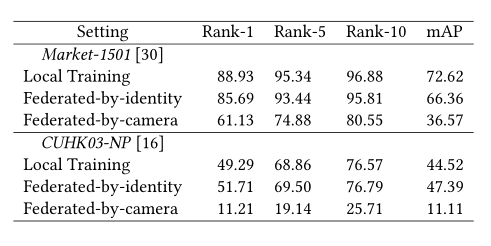 Setting Rank-1 Rank-5 Rank-10 mAP
Market-1501 [30]
Local Training 88.93 95.34 96.88 72.62
Federated-by-identity 85.69 93.44 95.81 66.36
Federated-by-camera 61.13 74.88 80.55 36.57
CUHK03-NP [16]
Local Training 49.29 68.86 76.57 44.52
Federated-by-identity 51.71 69.50 76.79 47.39
Federated-by-camera 11.21 19.14 25.71 11.11